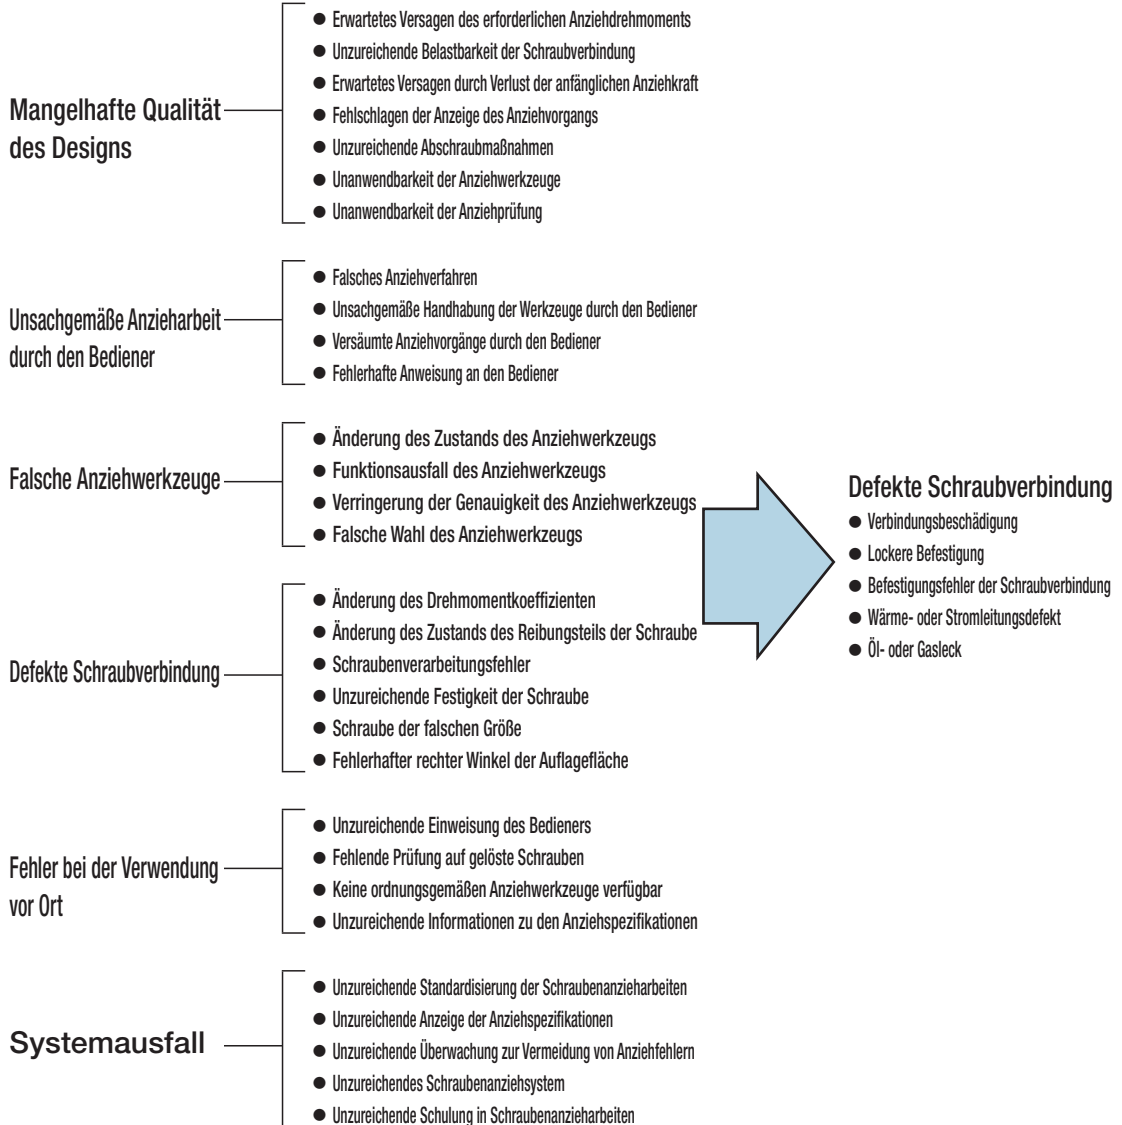 Mangelhafte Qualität
des Designs
● Erwartetes Versagen des erforderlichen Anziehdrehmoments
● Unzureichende Belastbarkeit der Schraubverbindung
● Erwartetes Versagen durch Verlust der anfänglichen Anziehkraft
● Fehlschlagen der Anzeige des Anziehvorgangs
● Unzureichende Abschraubmaßnahmen
● Unanwendbarkeit der Anziehwerkzeuge
● Unanwendbarkeit der Anziehprüfung
Unsachgemäße Anzieharbeit
durch den Bediener
● Falsches Anziehverfahren
● Unsachgemäße Handhabung der Werkzeuge durch den Bediener
● Versäumte Anziehvorgänge durch den Bediener
● Fehlerhafte Anweisung an den Bediener
Falsche Anziehwerkzeuge
● Änderung des Zustands des Anziehwerkzeugs
● Funktionsausfall des Anziehwerkzeugs
● Verringerung der Genauigkeit des Anziehwerkzeugs
● Falsche Wahl des Anziehwerkzeugs
Defekte Schraubverbindung
● Änderung des Drehmomentkoeffizienten
● Änderung des Zustands des Reibungsteils der Schraube
● Schraubenverarbeitungsfehler
● Unzureichende Festigkeit der Schraube
● Schraube der falschen Größe
● Fehlerhafter rechter Winkel der Auflagefläche
Fehler bei der Verwendung
vor Ort
● Unzureichende Einweisung des Bedieners
● Fehlende Prüfung auf gelöste Schrauben
● Keine ordnungsgemäßen Anziehwerkzeuge verfügbar
● Unzureichende Informationen zu den Anziehspezifikationen
Systemausfall
● Unzureichende Standardisierung der Schraubenanzieharbeiten
● Unzureichende Anzeige der Anziehspezifikationen
● Unzureichende Überwachung zur Vermeidung von Anziehfehlern
● Unzureichendes Schraubenanziehsystem
● Unzureichende Schulung in Schraubenanzieharbeiten
Defekte Schraubverbindung
● Verbindungsbeschädigung
● Lockere Befestigung
● Befestigungsfehler der Schraubverbindung
● Wärme- oder Stromleitungsdefekt
● Öl- oder Gasleck